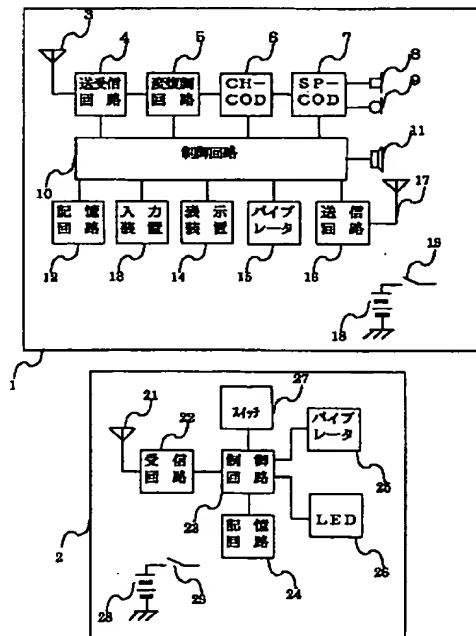 3
4
5
6
7
8
送受信
回路
変復調
回路
CH-
COD
SP-
COD
9
11
制御回路
10
17
記憶
回路
入力
装置
表示
装置
バイブ
レータ
送信
回路
12
13
14
15
16
19
18
1
27
21
22
スイッチ
バイブ
レータ
受信
回路
制御
回路
25
23
LED
記憶
回路
2
24
26
28
29